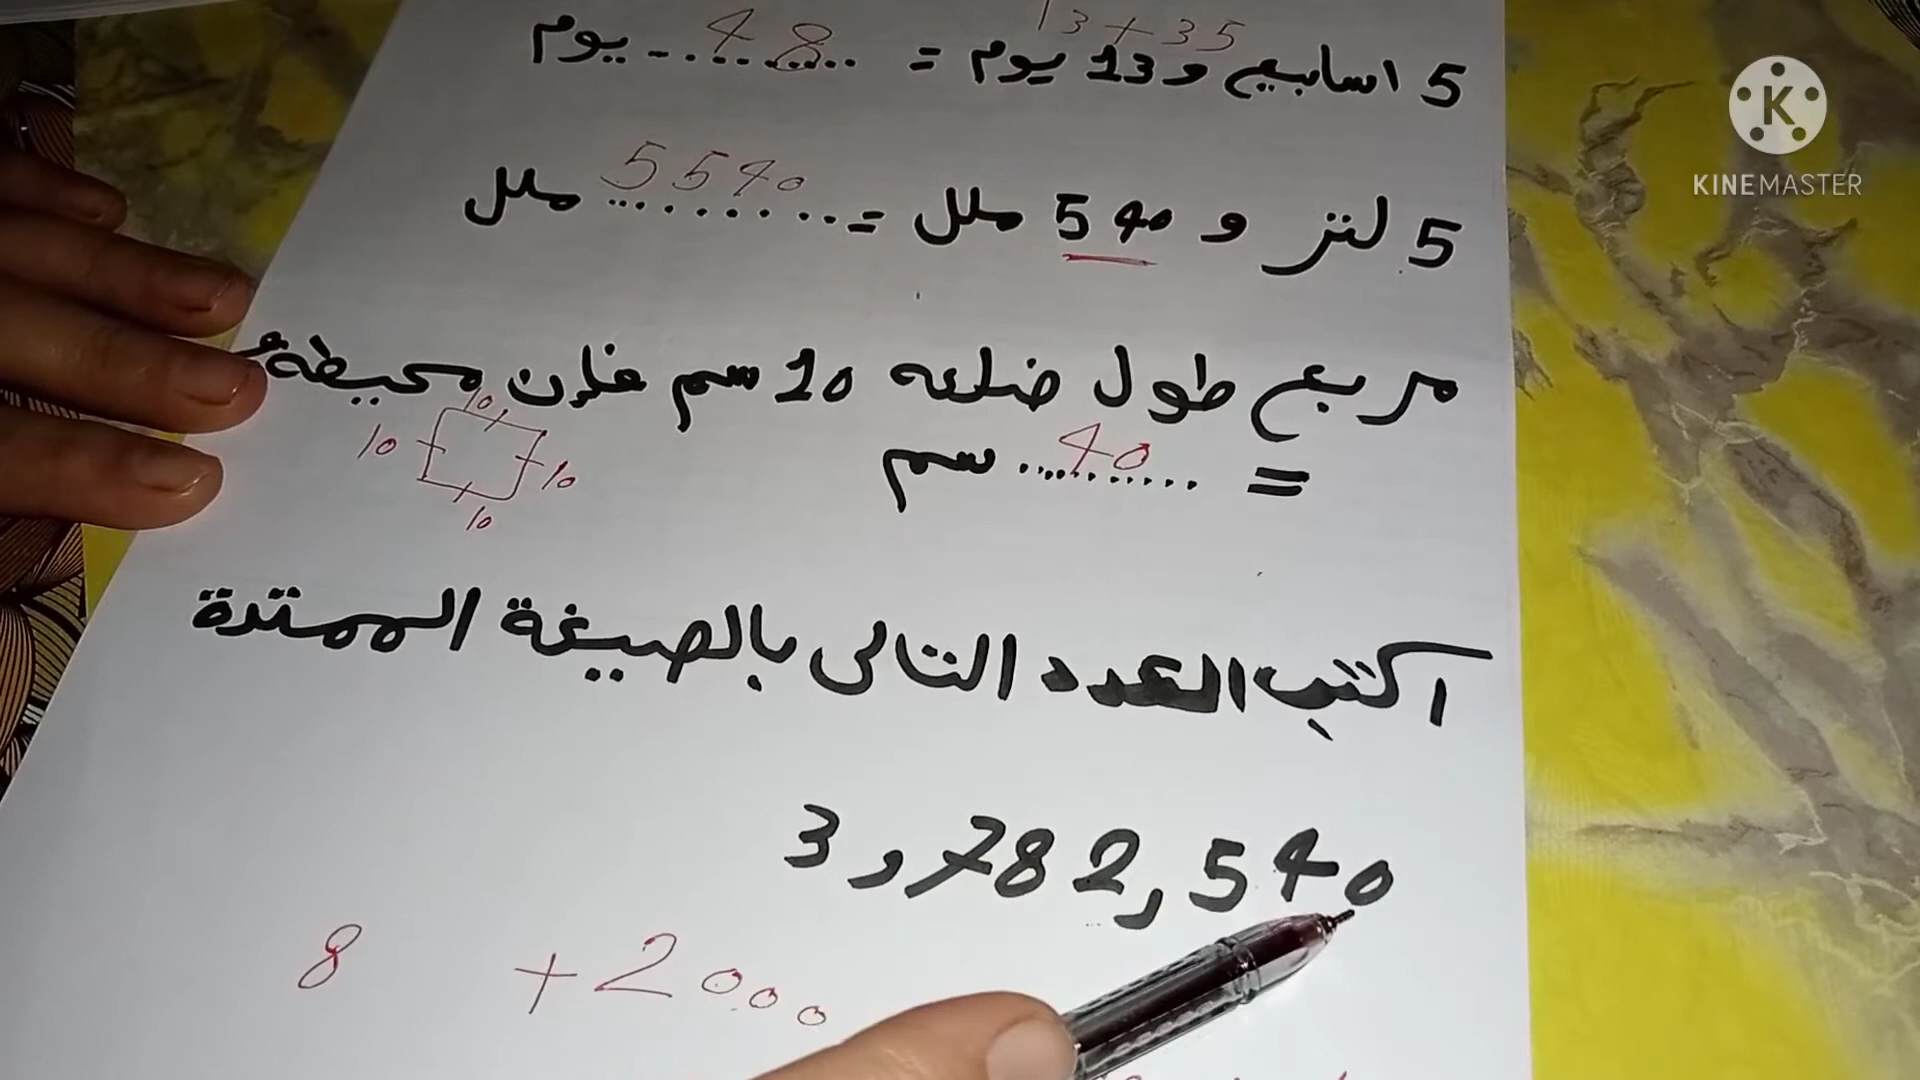 13 + 35
5 اسابيع و 13 يوم = 48 يوم
5 لتر و 540 ملل = 5540 ملل
مربع طول ضلعه 10 سم فإن محيطه
= 40 سم
10
10
10
10
اكتب العدد التالى بالصيغة الممتدة
3,782,540
8 + 2000
K
KINEMASTER